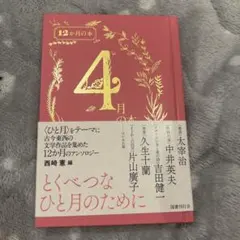 12か月の本
4月の本
太宰治
中井英夫
吉田健一
久生十蘭
片山廣子
〈ひと月〉をテーマに
古今東西の
文学作品を集めた
12か月のアンソロジー
西崎憲 編
とくべつな
ひと月のために
国書刊行会